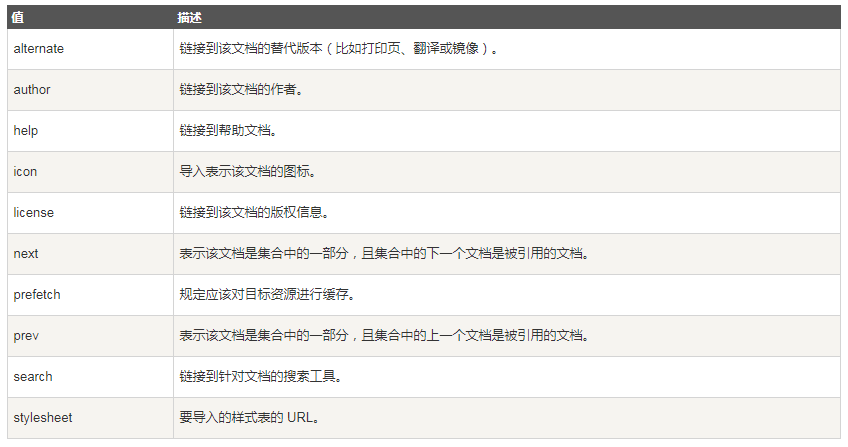 值 描述
alternate 链接到该文档的替代版本（比如打印页、翻译或镜像）。
author 链接到该文档的作者。
help 链接到帮助文档。
icon 导入表示该文档的图标。
license 链接到该文档的版权信息。
next 表示该文档是集合中的一部分，且集合中的下一个文档是被引用的文档。
prefetch 规定应该对目标资源进行缓存。
prev 表示该文档是集合中的一部分，且集合中的上一个文档是被引用的文档。
search 链接到针对文档的搜索工具。
stylesheet 要导入的样式表的 URL。